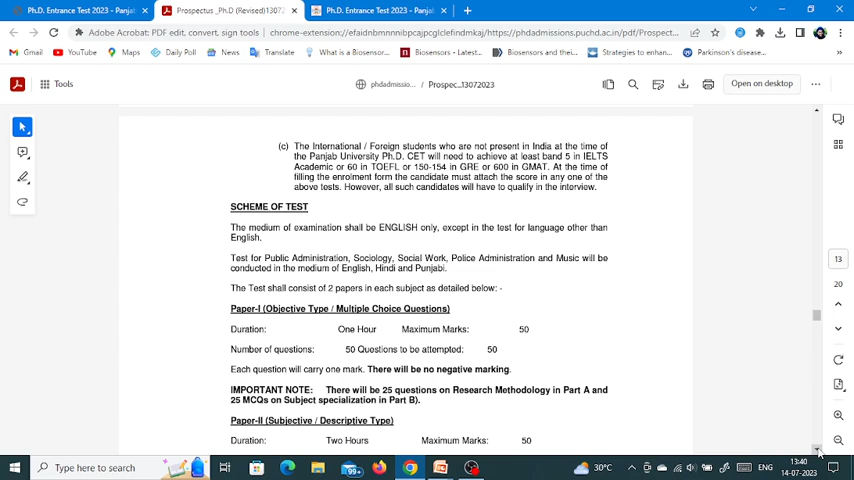 Ph.D. Entrance Test 2023 - Panjab
Prospectus _Ph.D (Revised)1307
Ph.D. Entrance Test 2023 - Panjab
Adobe Acrobat: PDF edit, convert, sign tools
chrome-extension://efaidnbmnnnibpcajpcglclefindmkaj/https://phdadmissions.puchd.ac.in/pdf/Prospect...
Gmail YouTube Maps Daily Poll News Translate What is a Biosensor... Biosensors - Latest... Biosensors and their... Strategies to enhan... Parkinson's disease...
Tools
phdadmissio... Prospec...13072023
Open on desktop
(c) The International / Foreign students who are not present in India at the time of
the Panjab University Ph.D. CET will need to achieve at least band 5 in IELTS
Academic or 60 in TOEFL or 150-154 in GRE or 600 in GMAT. At the time of
filling the enrolment form the candidate must attach the score in any one of the
above tests. However, all such candidates will have to qualify in the interview.
SCHEME OF TEST
The medium of examination shall be ENGLISH only, except in the test for language other than
English.
Test for Public Administration, Sociology, Social Work, Police Administration and Music will be
conducted in the medium of English, Hindi and Punjabi.
The Test shall consist of 2 papers in each subject as detailed below: -
Paper-I (Objective Type / Multiple Choice Questions)
Duration: One Hour Maximum Marks: 50
Number of questions: 50 Questions to be attempted: 50
Each question will carry one mark. There will be no negative marking.
IMPORTANT NOTE: There will be 25 questions on Research Methodology in Part A and
25 MCQs on Subject specialization in Part B).
Paper-II (Subjective / Descriptive Type)
Duration: Two Hours Maximum Marks: 50
13
20
Type here to search
99+
30°C
ENG
13:40
14-07-2023